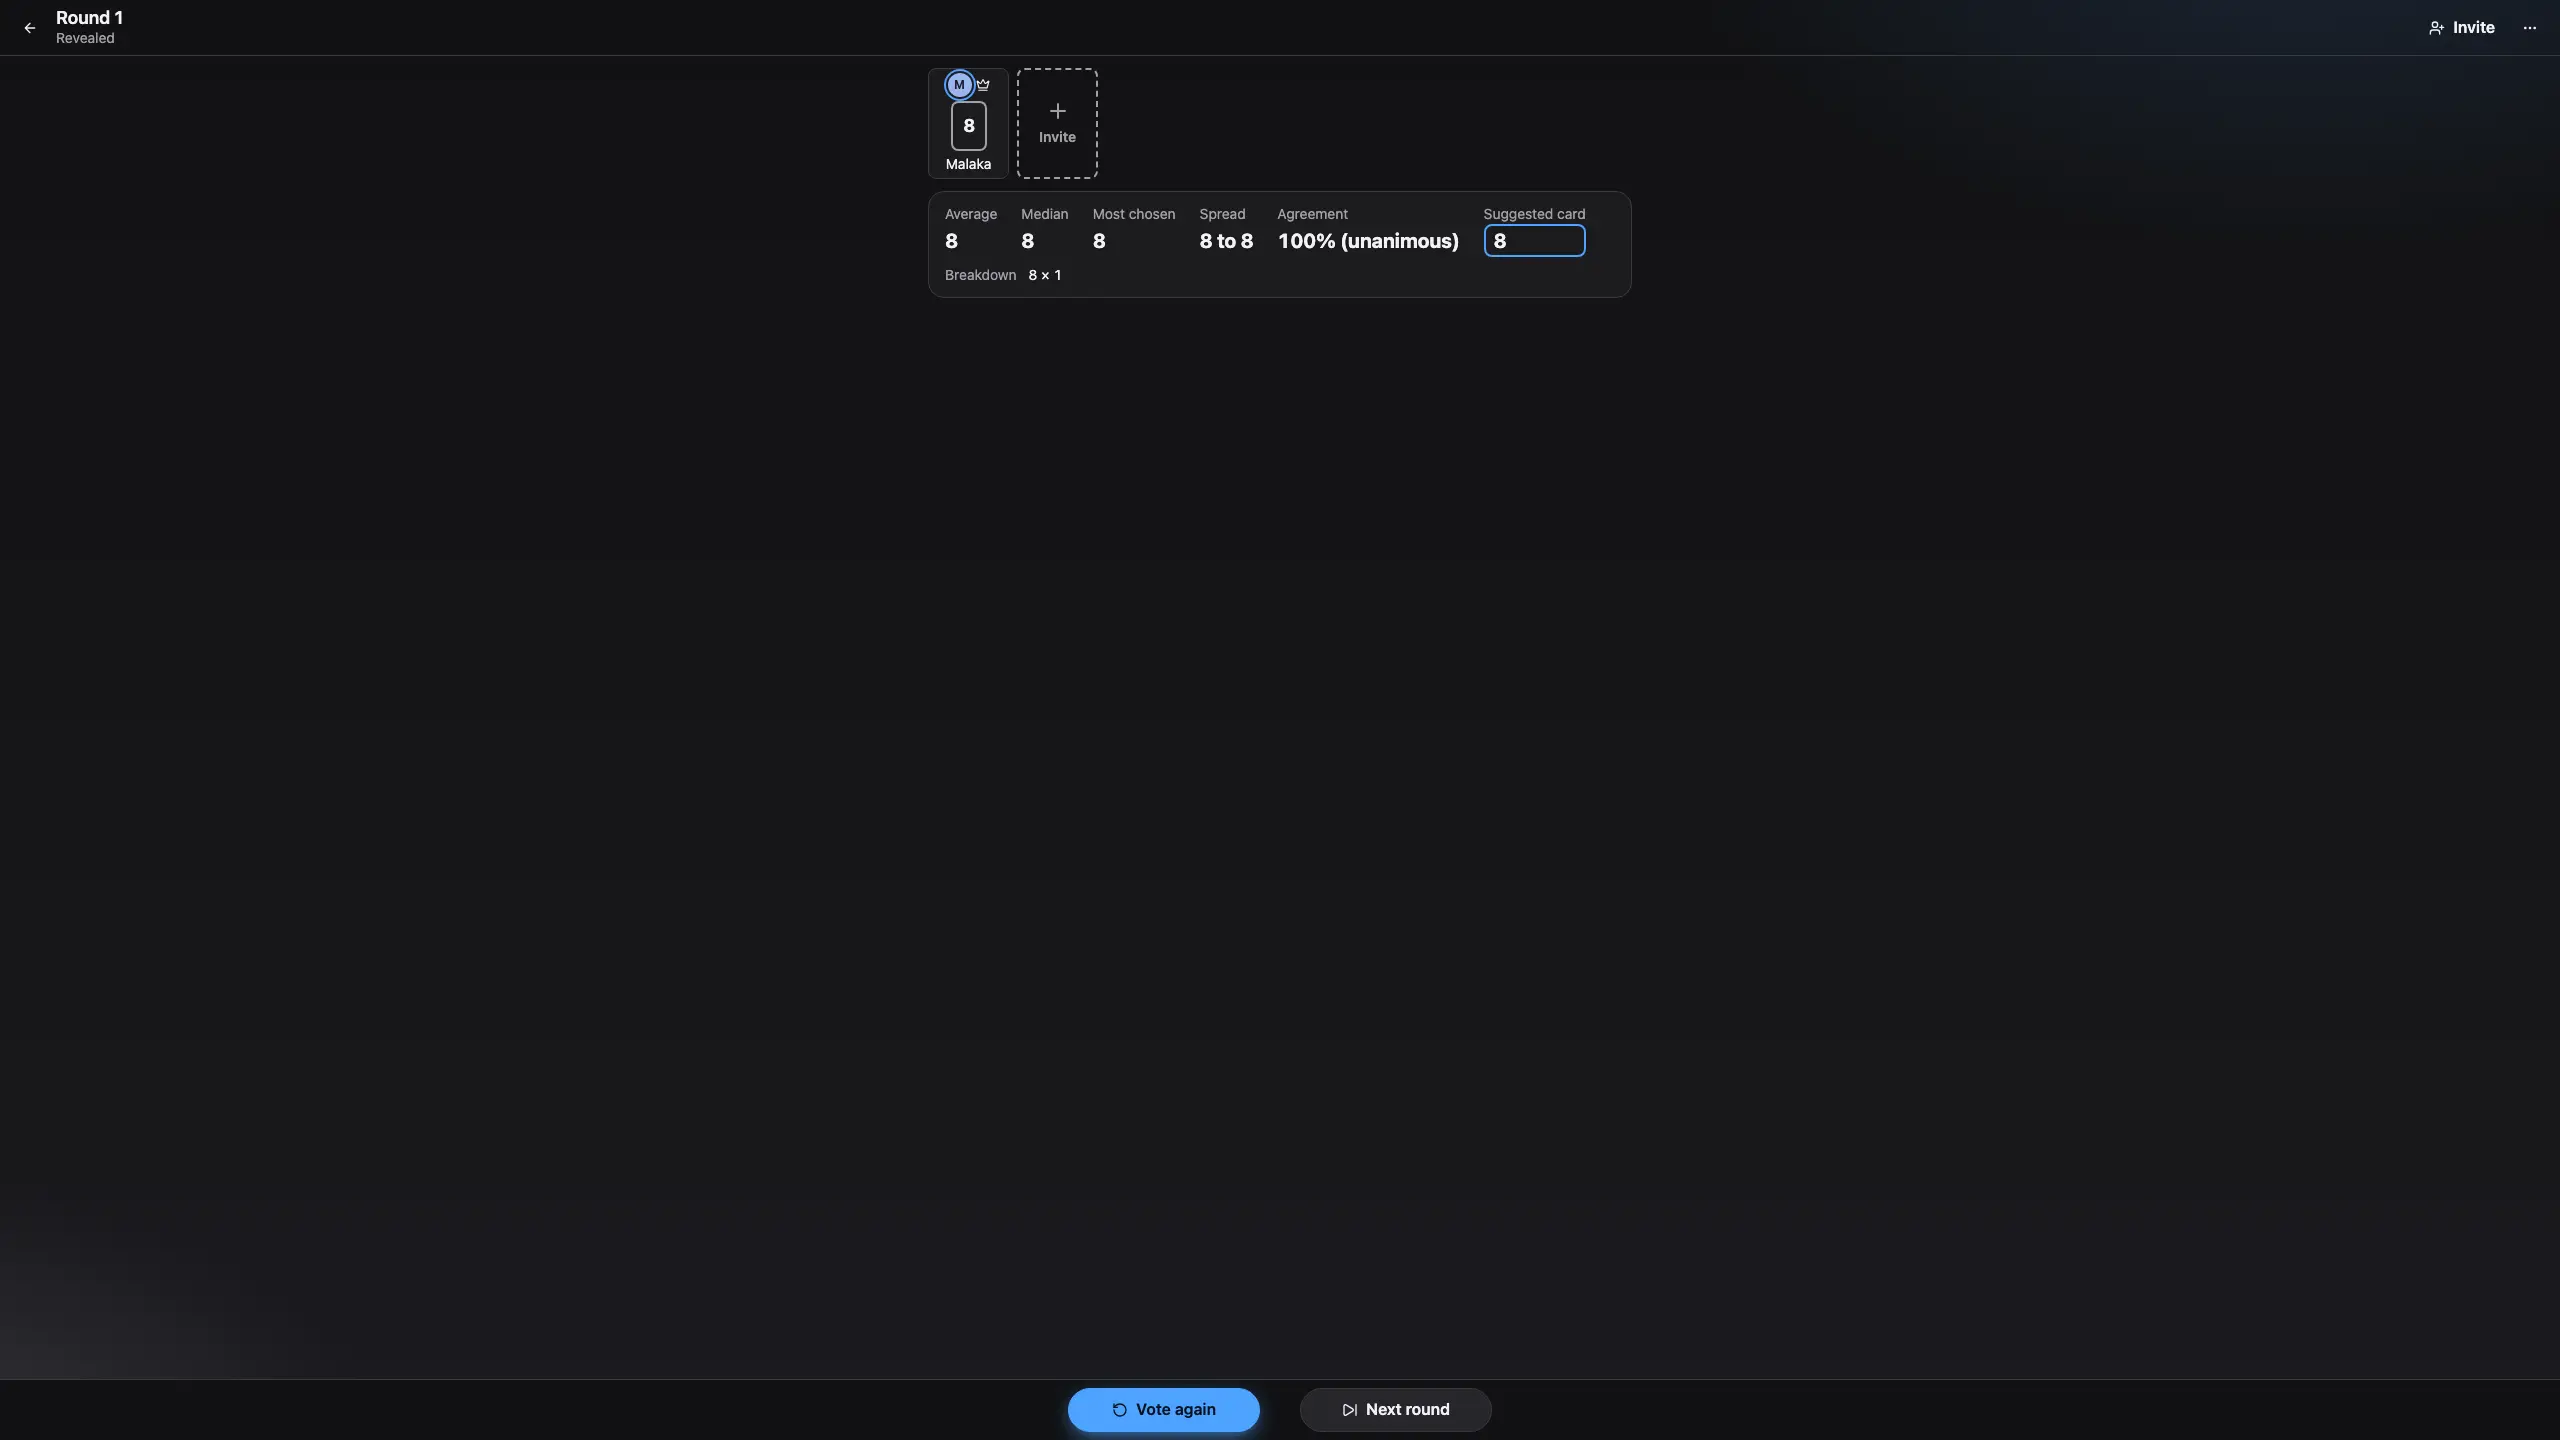 Round 1
Revealed
Invite
M
8
Malaka
Invite
Average Median Most chosen Spread Agreement Suggested card
8 8 8 8 to 8 100% (unanimous) 8
Breakdown 8 × 1
Vote again
Next round